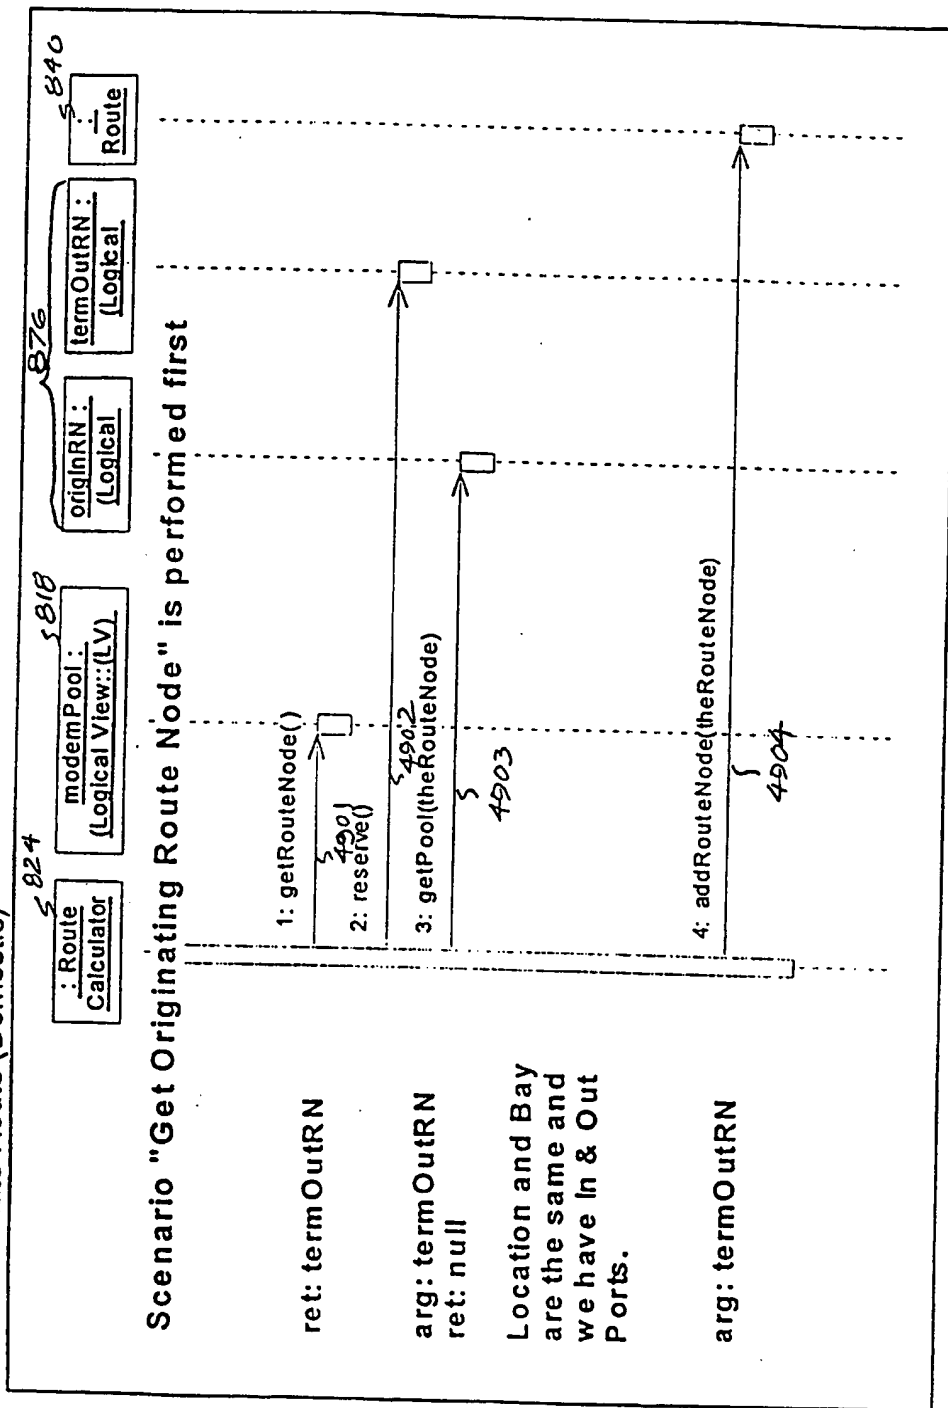 (Domestic)
: Route
Calculator
824
modemPool :
(Logical View::(LV)
818
origInRN :
(Logical
876
termOutRN :
(Logical
:
Route
840
Scenario "Get Originating Route Node" is performed first
ret: termOutRN
1: getRouteNode()
4901
2: reserve()
4902
arg: termOutRN
ret: null
3: getPool(theRouteNode)
4903
Location and Bay
are the same and
we have In & Out
Ports.
arg: termOutRN
4: addRouteNode(theRouteNode)
4904